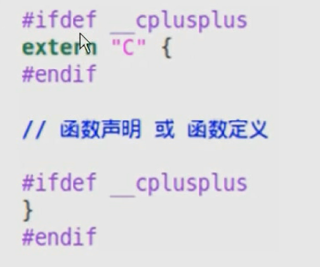 #ifdef __cplusplus
extern "C" {
#endif
// 函数声明 或 函数定义
#ifdef __cplusplus
}
#endif